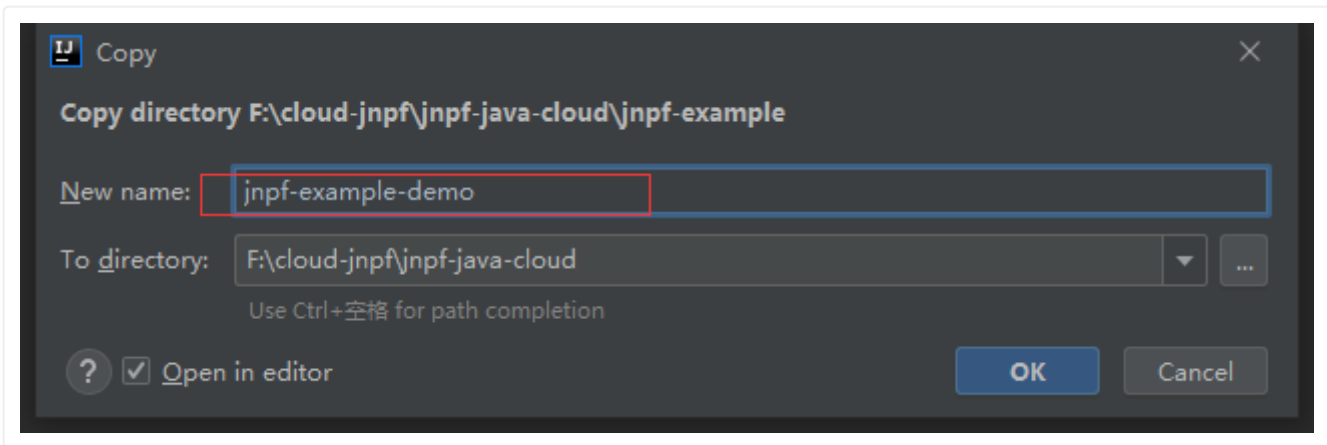 IJ Copy
Copy directory F:\cloud-jnpf\jnpf-java-cloud\jnpf-example
New name: jnpf-example-demo
To directory: F:\cloud-jnpf\jnpf-java-cloud ...
Use Ctrl+空格 for path completion
? Open in editor OK Cancel